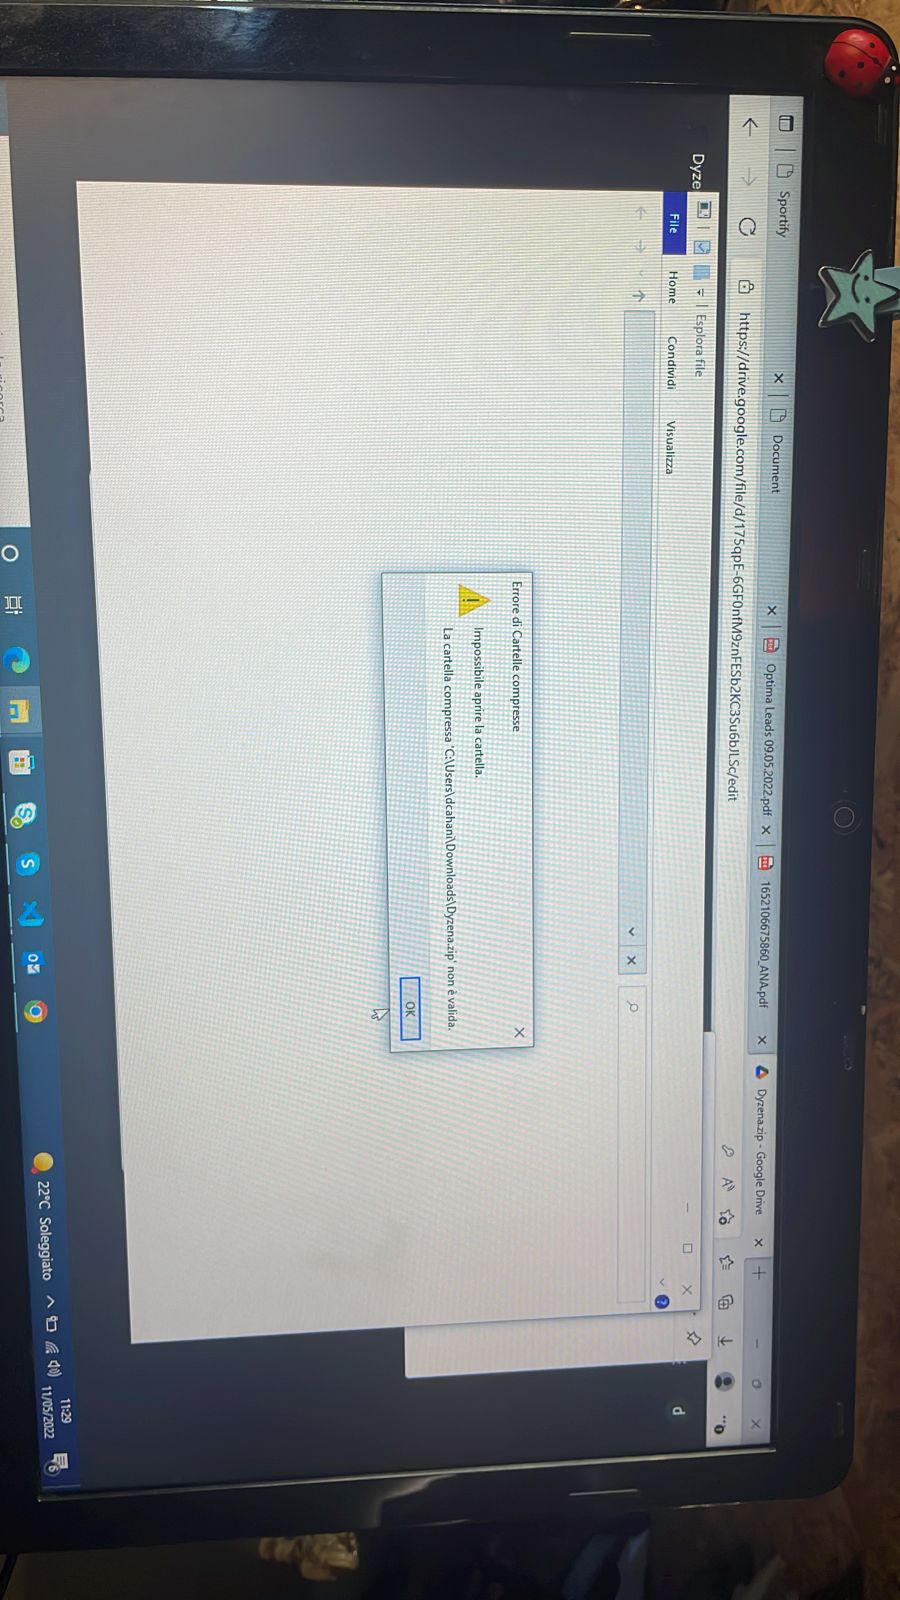 Sportify
Document
Optima Leads 09.05.2022.pdf
1652106675860_ANA.pdf
Dyzena.zip - Google Drive
https://drive.google.com/file/d/175qpE-6GF0nfM9znFESb2KC3Su6bJLSc/edit
Dyze
Esplora file
d
File
Home
Condividi
Visualizza
Errore di Cartelle compresse
Impossibile aprire la cartella.
La cartella compressa 'C:\Users\dcahani\Downloads\Dyzena.zip' non è valida.
OK
22°C Soleggiato
11:29
11/05/2022
6